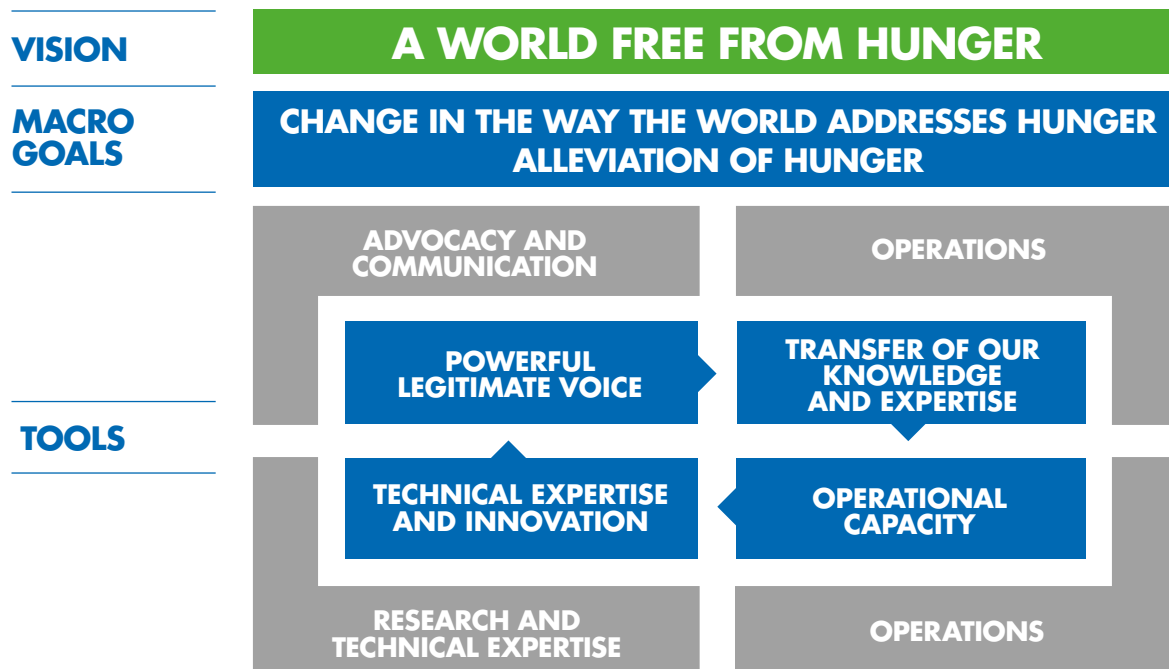 VISION
A WORLD FREE FROM HUNGER
MACRO
GOALS
CHANGE IN THE WAY THE WORLD ADDRESSES HUNGER
ALLEVIATION OF HUNGER
ADVOCACY AND
COMMUNICATION
OPERATIONS
POWERFUL
LEGITIMATE VOICE
TRANSFER OF OUR
KNOWLEDGE
AND EXPERTISE
TOOLS
TECHNICAL EXPERTISE
AND INNOVATION
OPERATIONAL
CAPACITY
RESEARCH AND
TECHNICAL EXPERTISE
OPERATIONS